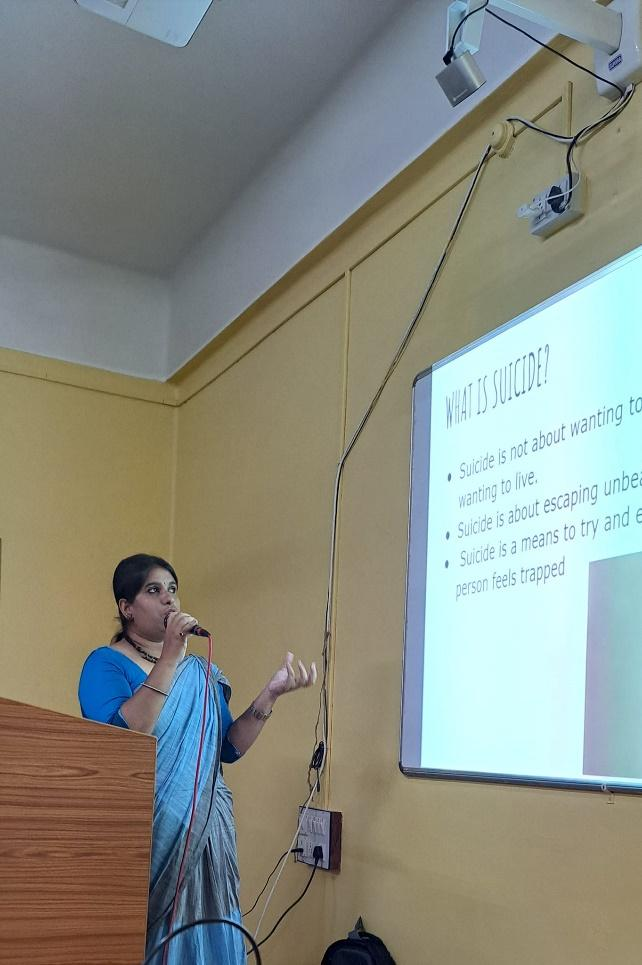 WHAT IS SUICIDE?
• Suicide is not about wanting to
wanting to live.
• Suicide is about escaping unbea
• Suicide is a means to try and e
person feels trapped